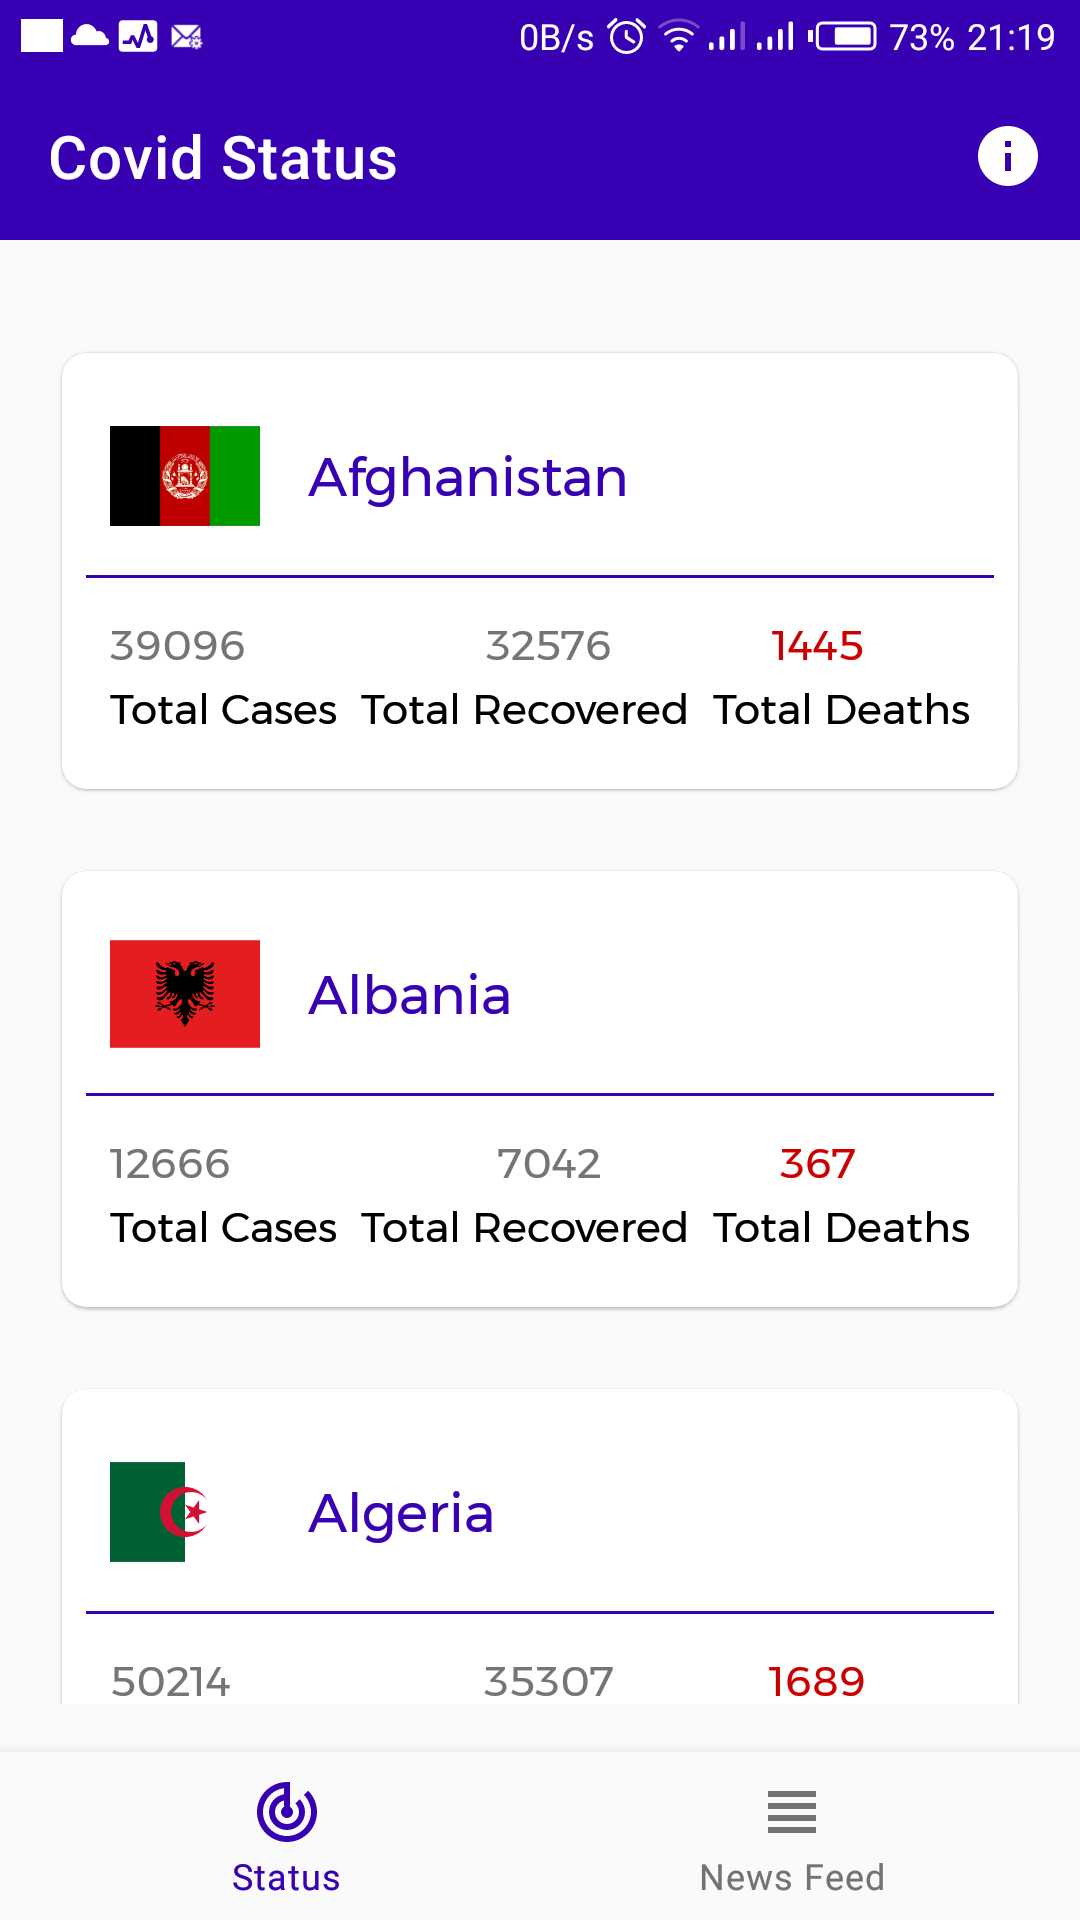 0B/s 73% 21:19
Covid Status
Afghanistan
39096 32576 1445
Total Cases Total Recovered Total Deaths
Albania
12666 7042 367
Total Cases Total Recovered Total Deaths
Algeria
50214 35307 1689
Status News Feed